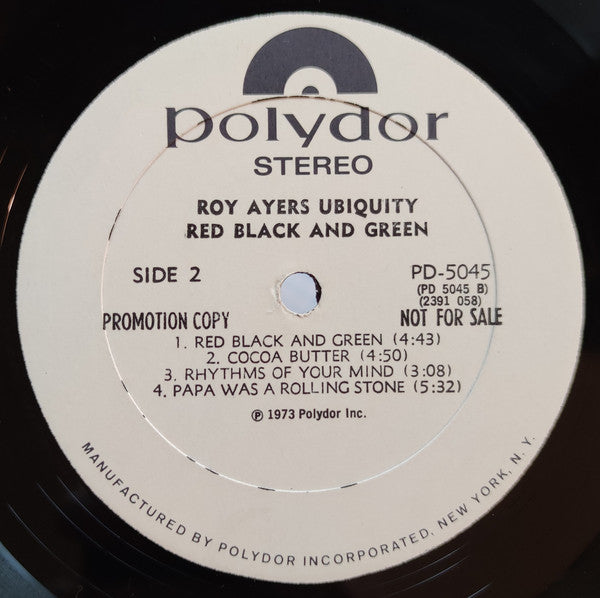 polydor
STEREO
ROY AYERS UBIQUITY
RED BLACK AND GREEN
SIDE 2
PD-5045
(PD 5045 B)
(2391 058)
PROMOTION COPY
NOT FOR SALE
1. RED BLACK AND GREEN (4:43)
2. COCOA BUTTER (4:50)
3. RHYTHMS OF YOUR MIND (3:08)
4. PAPA WAS A ROLLING STONE (5:32)
℗ 1973 Polydor Inc.
MANUFACTURED BY POLYDOR INCORPORATED, NEW YORK, N. Y.